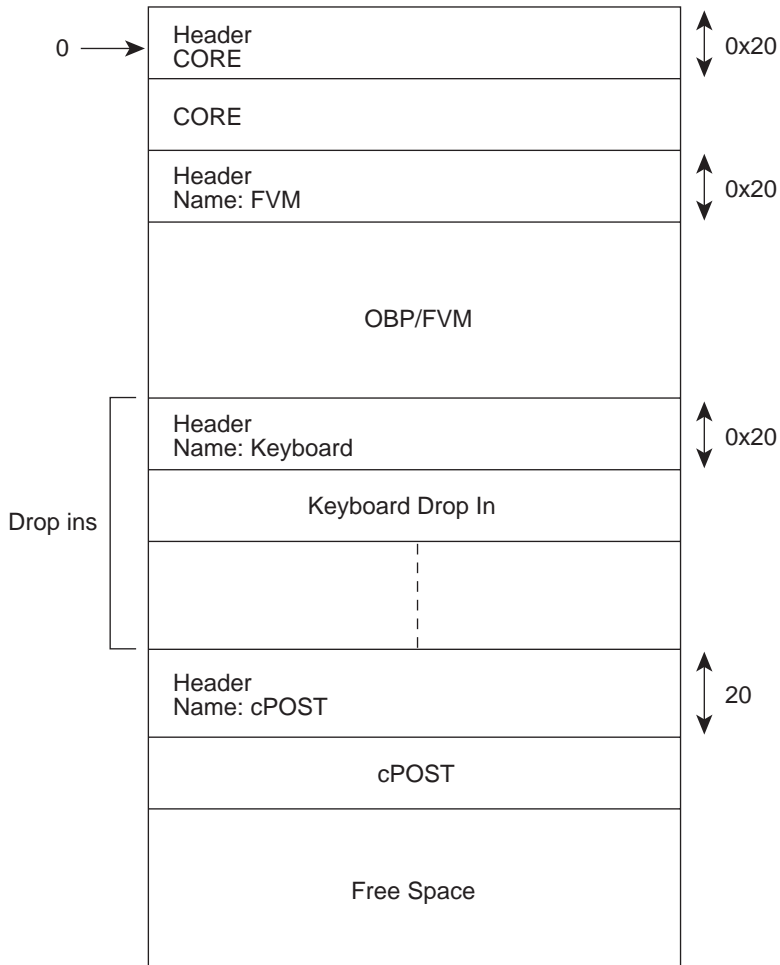 0
Header
CORE
0x20
CORE
Header
Name: FVM
0x20
OBP/FVM
Header
Name: Keyboard
0x20
Drop ins
Keyboard Drop In
Header
Name: cPOST
20
cPOST
Free Space